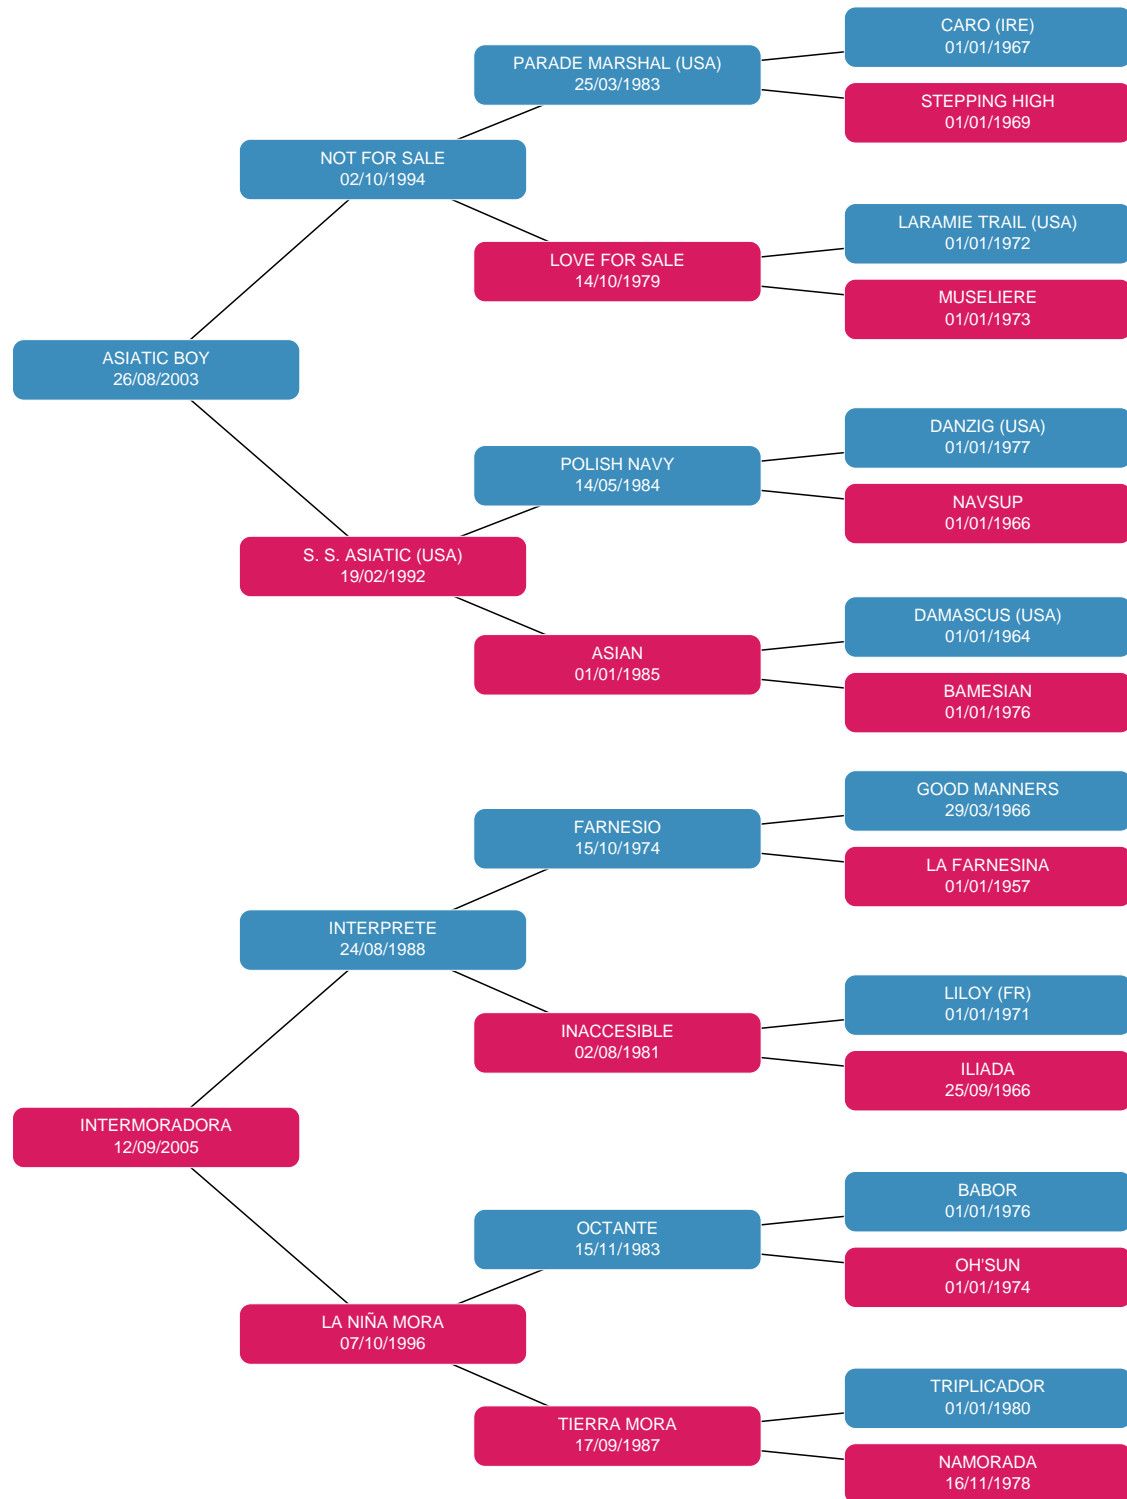 CARO (IRE)
01/01/1967
PARADE MARSHAL (USA)
25/03/1983
STEPPING HIGH
01/01/1969
NOT FOR SALE
02/10/1994
LARAMIE TRAIL (USA)
01/01/1972
LOVE FOR SALE
14/10/1979
MUSELIERE
01/01/1973
ASIATIC BOY
26/08/2003
DANZIG (USA)
01/01/1977
POLISH NAVY
14/05/1984
NAVSUP
01/01/1966
S. S. ASIATIC (USA)
19/02/1992
DAMASCUS (USA)
01/01/1964
ASIAN
01/01/1985
BAMESIAN
01/01/1976
GOOD MANNERS
29/03/1966
FARNESIO
15/10/1974
LA FARNESINA
01/01/1957
INTERPRETE
24/08/1988
LILOY (FR)
01/01/1971
INACCESIBLE
02/08/1981
ILIADA
25/09/1966
INTERMORADORA
12/09/2005
BABOR
01/01/1976
OCTANTE
15/11/1983
OH'SUN
01/01/1974
LA NIÑA MORA
07/10/1996
TRIPLICADOR
01/01/1980
TIERRA MORA
17/09/1987
NAMORADA
16/11/1978